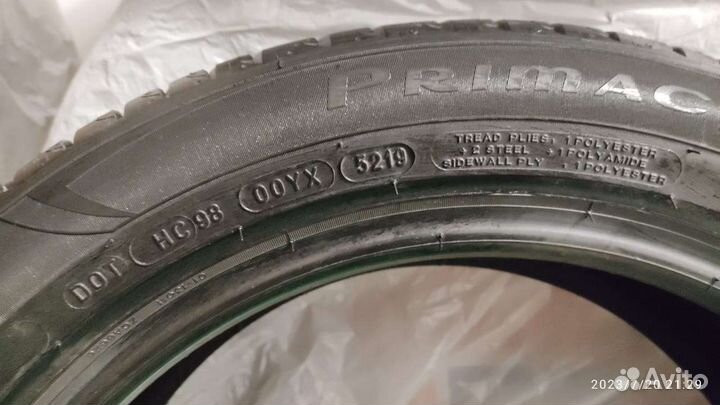 PRIMAC
DOT HC98 00YX 5219
TREAD PLIES: 1 POLYESTER
+ 2 STEEL + 1 POLYAMIDE
SIDEWALL PLY 1 POLYESTER
2023/7/20 21:29
Avito